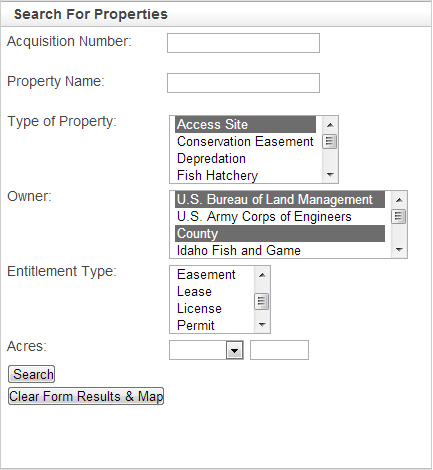 Search For Properties
Acquisition Number:
Property Name:
Type of Property:
Access Site
Conservation Easement
Depredation
Fish Hatchery
Owner:
U.S. Bureau of Land Management
U.S. Army Corps of Engineers
County
Idaho Fish and Game
Entitlement Type:
Easement
Lease
License
Permit
Acres:
Search
Clear Form Results & Map